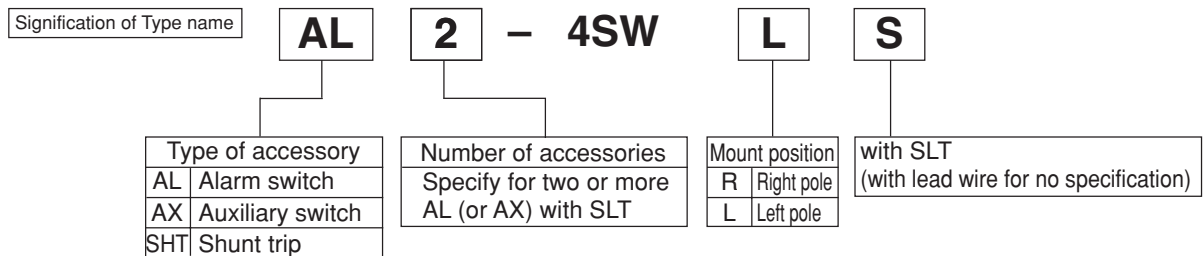 Signification of Type name
AL 2 – 4SW L S
Type of accessory
AL Alarm switch
AX Auxiliary switch
SHT Shunt trip
Number of accessories
Specify for two or more
AL (or AX) with SLT
Mount position
R Right pole
L Left pole
with SLT
(with lead wire for no specification)